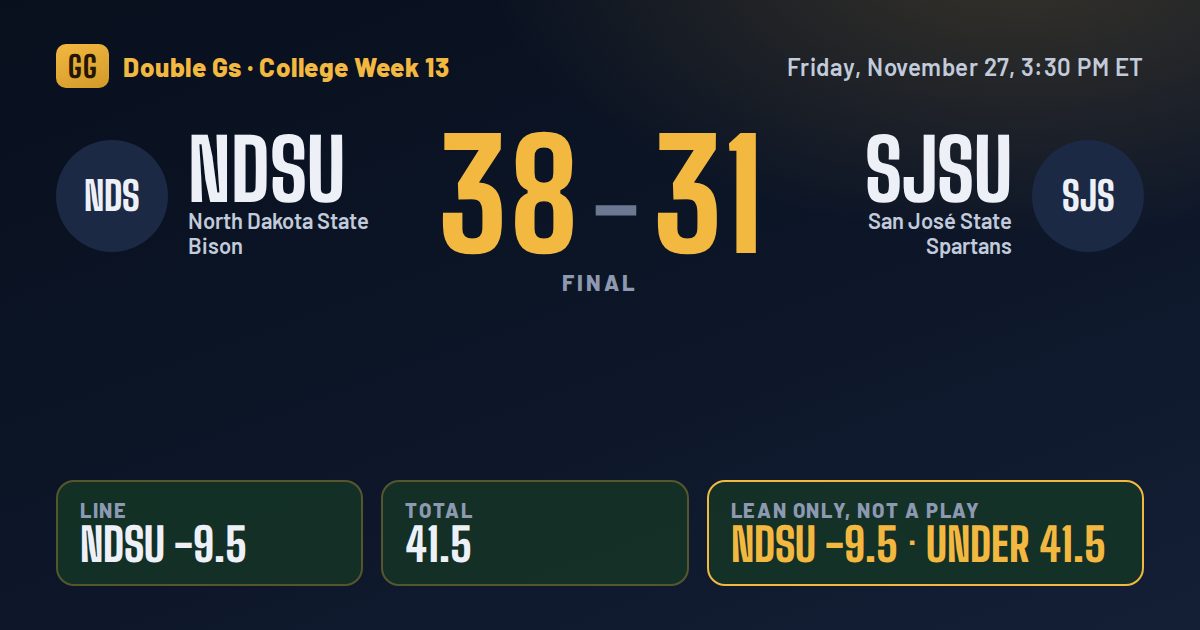 GG Double Gs · College Week 13
Friday, November 27, 3:30 PM ET
NDS
NDSU
North Dakota State
Bison
38 – 31
FINAL
SJSU
San José State
Spartans
SJS
LINE
NDSU -9.5
TOTAL
41.5
LEAN ONLY, NOT A PLAY
NDSU -9.5 · UNDER 41.5